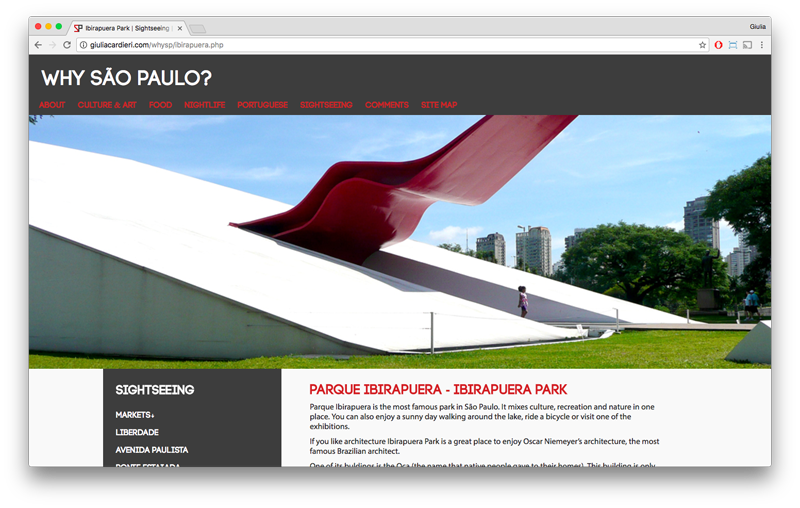 Ibirapuera Park | Sightseeing |
Giulia
giuliacardieri.com/whysp/ibirapuera.php
WHY SÃO PAULO?
ABOUT CULTURE & ART FOOD NIGHTLIFE PORTUGUESE SIGHTSEEING COMMENTS SITE MAP
SIGHTSEEING
MARKETS+
LIBERDADE
AVENIDA PAULISTA
PONTE ESTAIADA
PARQUE IBIRAPUERA - IBIRAPUERA PARK
Parque Ibirapuera is the most famous park in São Paulo. It mixes culture, recreation and nature in one
place. You can also enjoy a sunny day walking around the lake, ride a bicycle or visit one of the
exhibitions.
If you like architecture Ibirapuera Park is a great place to enjoy Oscar Niemeyer's architecture, the most
famous Brazilian architect.
One of its buldings is the Oca (the name that native people gave to their homes). This building is only